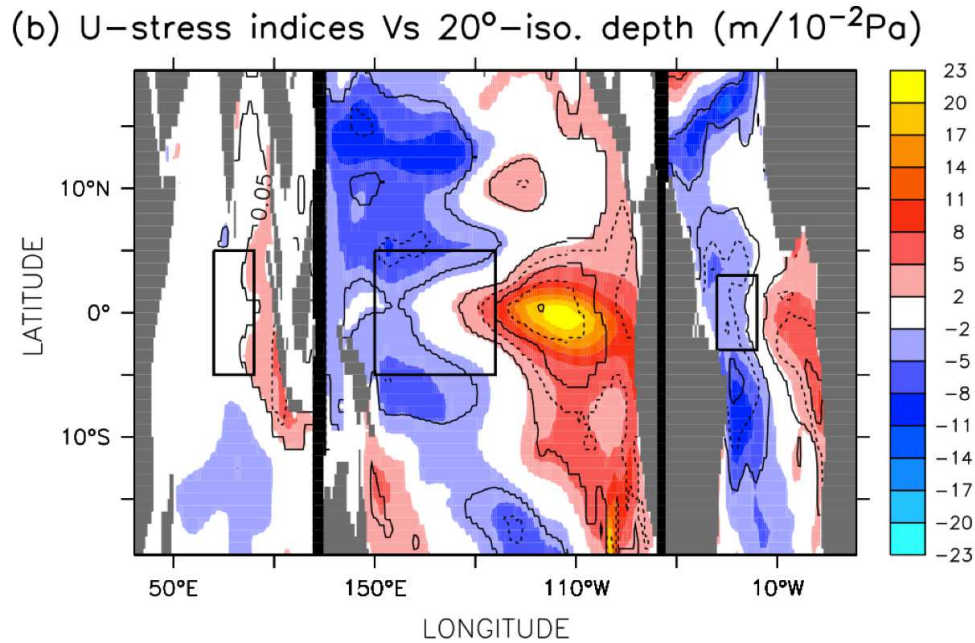 (b) U-stress indices Vs 20°-iso. depth (m/10⁻²Pa)
23
20
17
14
11
8
5
2
-2
-5
-8
-11
-14
-17
-20
-23
0.05
10°N
0°
10°S
LATITUDE
50°E
150°E
110°W
10°W
LONGITUDE